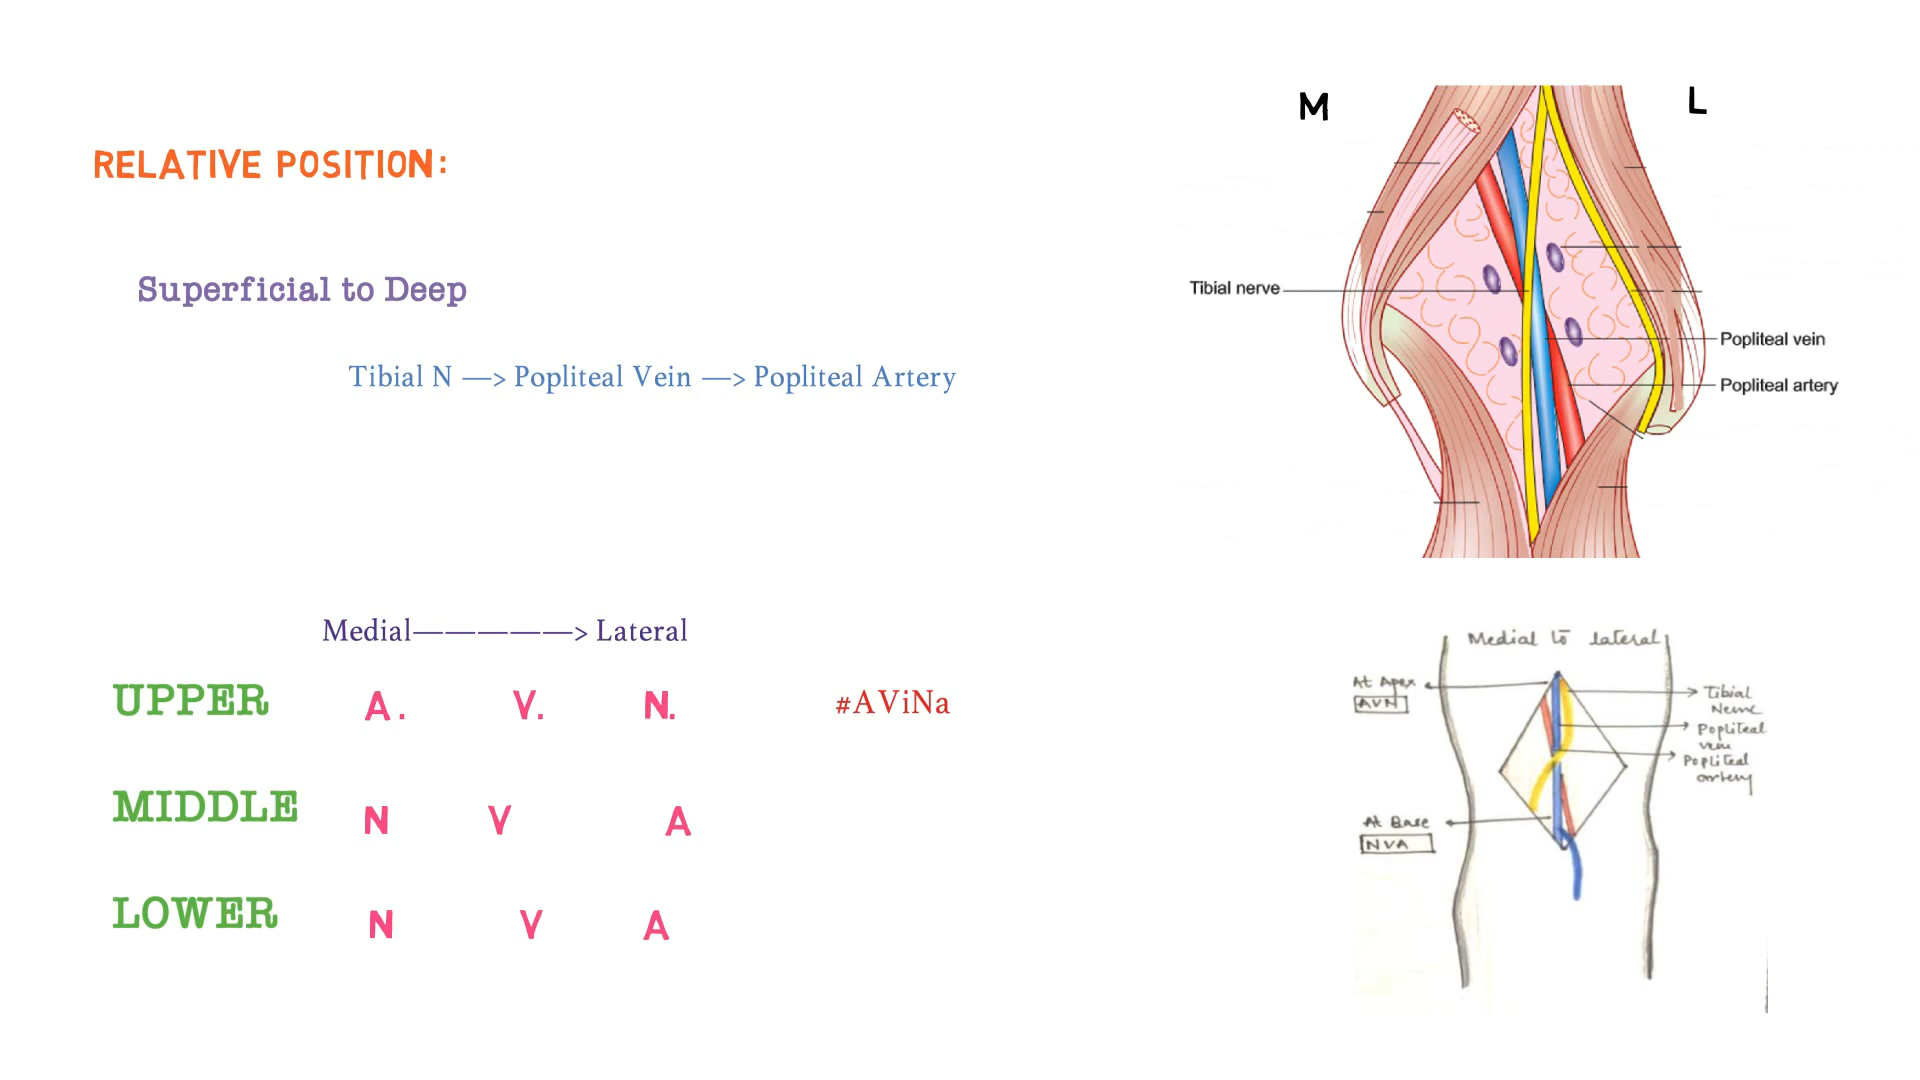 RELATIVE POSITION:
Superficial to Deep
Tibial N —> Popliteal Vein —> Popliteal Artery
Medial—————> Lateral
UPPER A. V. N. #AViNa
MIDDLE N V A
LOWER N V A
M L
Tibial nerve
Popliteal vein
Popliteal artery
Medial to lateral
At Apex
AVN
Tibial
Nerve
Popliteal
vein
Popliteal
artery
At Base
NVA